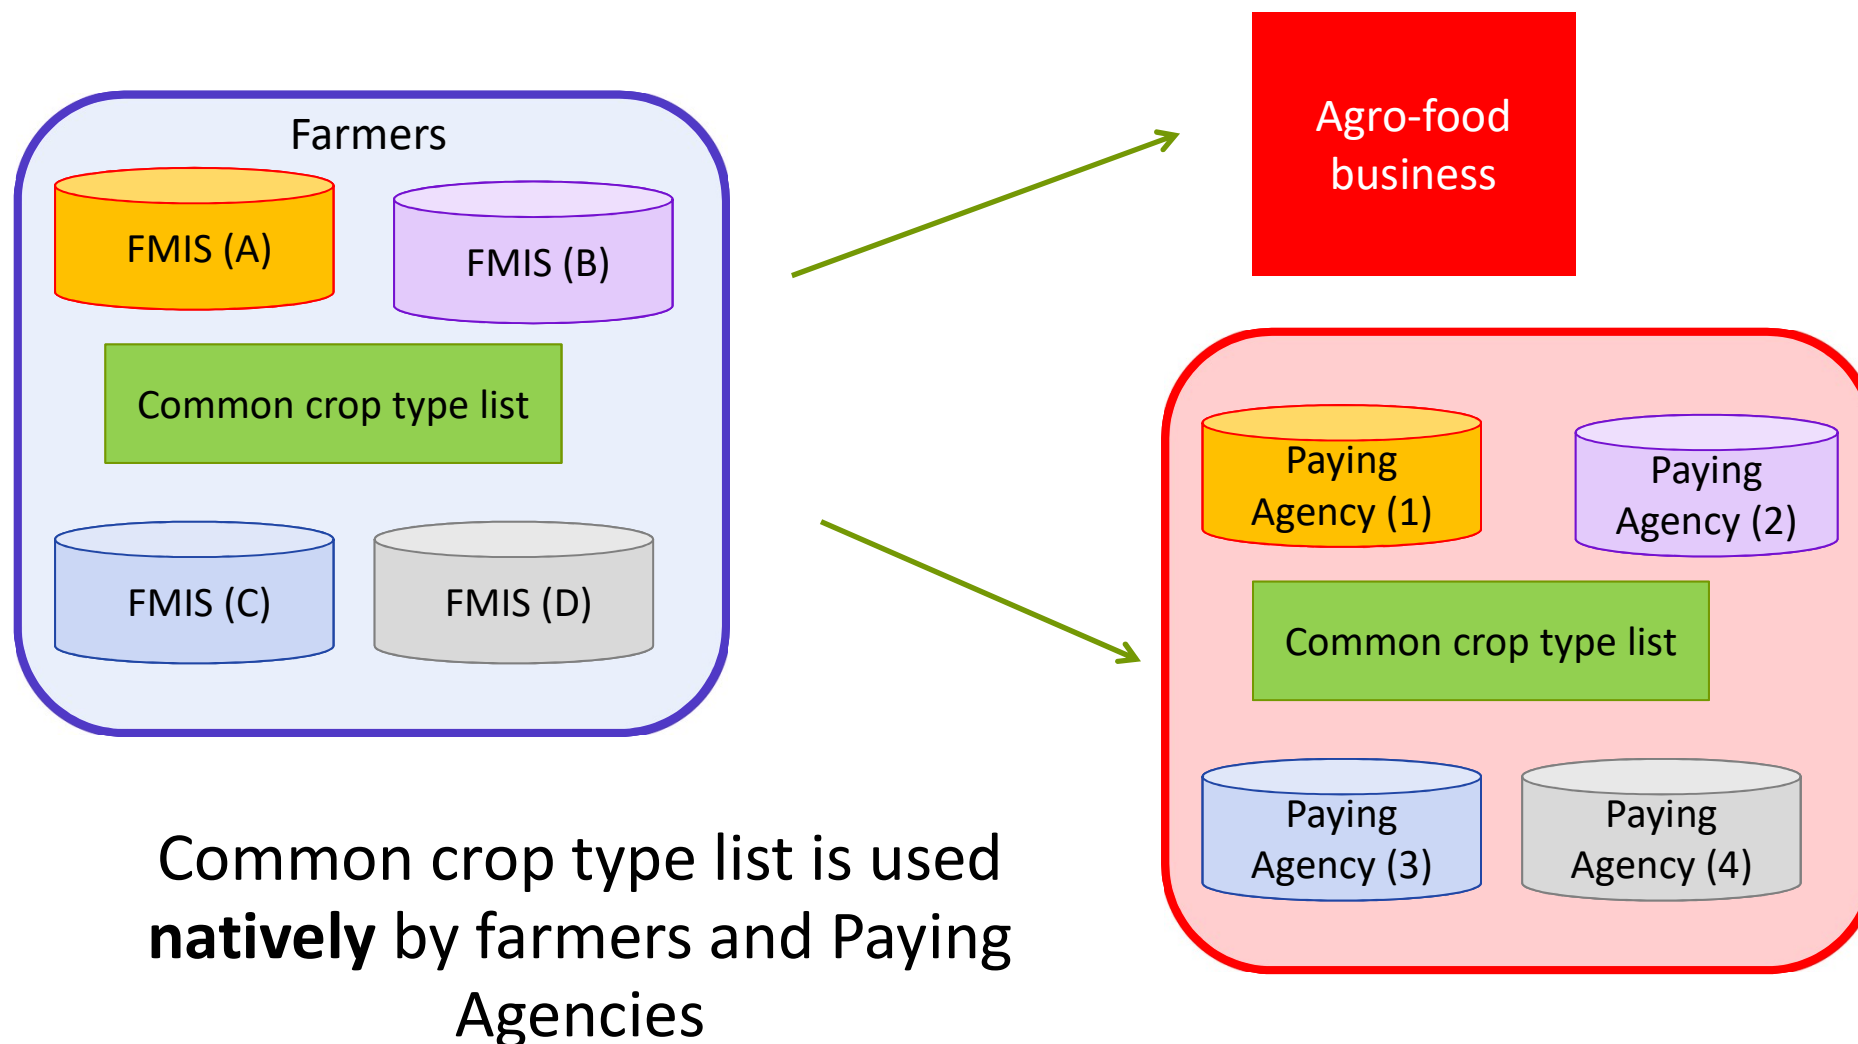 Farmers
FMIS (A)
FMIS (B)
Common crop type list
FMIS (C)
FMIS (D)
Agro-food
business
Paying
Agency (1)
Paying
Agency (2)
Common crop type list
Paying
Agency (3)
Paying
Agency (4)
Common crop type list is used
natively by farmers and Paying
Agencies